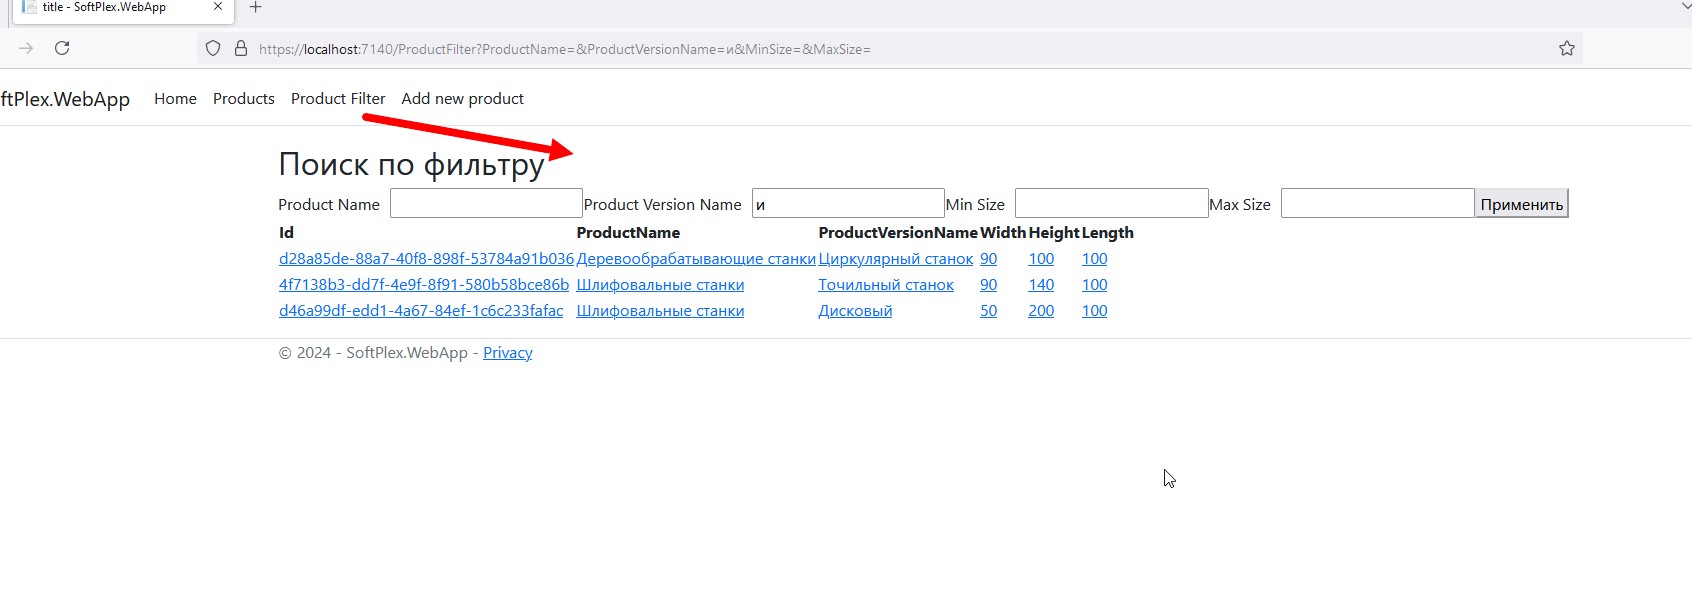 title - SoftPlex.WebApp
https://localhost:7140/ProductFilter?ProductName=&ProductVersionName=и&MinSize=&MaxSize=
ftPlex.WebApp Home Products Product Filter Add new product
Поиск по фильтру
Product Name Product Version Name и Min Size Max Size Применить
Id ProductName ProductVersionName Width Height Length
d28a85de-88a7-40f8-898f-53784a91b036 Деревообрабатывающие станки Циркулярный станок 90 100 100
4f7138b3-dd7f-4e9f-8f91-580b58bce86b Шлифовальные станки Точильный станок 90 140 100
d46a99df-edd1-4a67-84ef-1c6c233fafac Шлифовальные станки Дисковый 50 200 100
© 2024 - SoftPlex.WebApp - Privacy